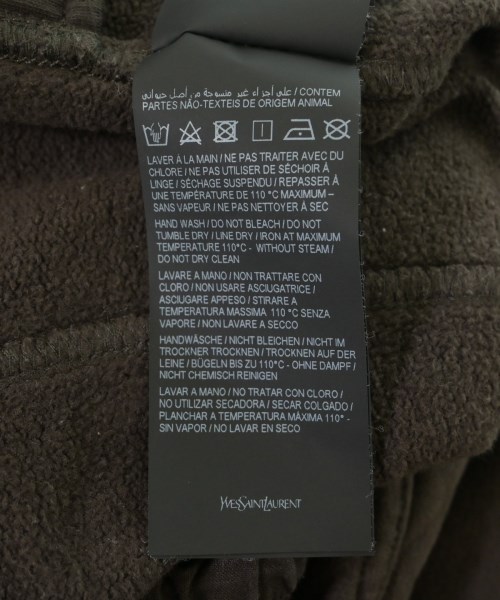 على أجزاء غير منسوجة من أصل حيواني / CONTEM
PARTES NÃO-TEXTEIS DE ORIGEM ANIMAL
LAVER À LA MAIN / NE PAS TRAITER AVEC DU
CHLORE / NE PAS UTILISER DE SÉCHOIR À
LINGE / SÉCHAGE SUSPENDU / REPASSER À
UNE TEMPÉRATURE DE 110 °C MAXIMUM –
SANS VAPEUR / NE PAS NETTOYER À SEC
HAND WASH / DO NOT BLEACH / DO NOT
TUMBLE DRY / LINE DRY / IRON AT MAXIMUM
TEMPERATURE 110°C - WITHOUT STEAM /
DO NOT DRY CLEAN
LAVARE A MANO / NON TRATTARE CON
CLORO / NON USARE ASCIUGATRICE /
ASCIUGARE APPESO / STIRARE A
TEMPERATURA MASSIMA 110 °C SENZA
VAPORE / NON LAVARE A SECCO
HANDWÄSCHE / NICHT BLEICHEN / NICHT IM
TROCKNER TROCKNEN / TROCKNEN AUF DER
LEINE / BÜGELN BIS ZU 110°C - OHNE DAMPF /
NICHT CHEMISCH REINIGEN
LAVAR A MANO / NO TRATAR CON CLORO /
NO UTILIZAR SECADORA / SECAR COLGADO /
PLANCHAR A TEMPERATURA MÁXIMA 110° -
SIN VAPOR / NO LAVAR EN SECO
YVESSAINTLAURENT